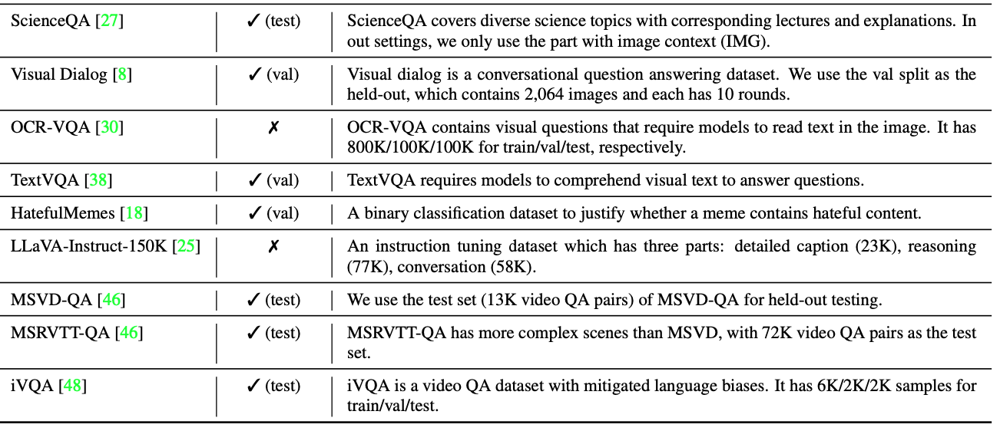 ScienceQA [27] ✓ (test) ScienceQA covers diverse science topics with corresponding lectures and explanations. In
out settings, we only use the part with image context (IMG).
Visual Dialog [8] ✓ (val) Visual dialog is a conversational question answering dataset. We use the val split as the
held-out, which contains 2,064 images and each has 10 rounds.
OCR-VQA [30] ✗ OCR-VQA contains visual questions that require models to read text in the image. It has
800K/100K/100K for train/val/test, respectively.
TextVQA [38] ✓ (val) TextVQA requires models to comprehend visual text to answer questions.
HatefulMemes [18] ✓ (val) A binary classification dataset to justify whether a meme contains hateful content.
LLaVA-Instruct-150K [25] ✗ An instruction tuning dataset which has three parts: detailed caption (23K), reasoning
(77K), conversation (58K).
MSVD-QA [46] ✓ (test) We use the test set (13K video QA pairs) of MSVD-QA for held-out testing.
MSRVTT-QA [46] ✓ (test) MSRVTT-QA has more complex scenes than MSVD, with 72K video QA pairs as the test
set.
iVQA [48] ✓ (test) iVQA is a video QA dataset with mitigated language biases. It has 6K/2K/2K samples for
train/val/test.